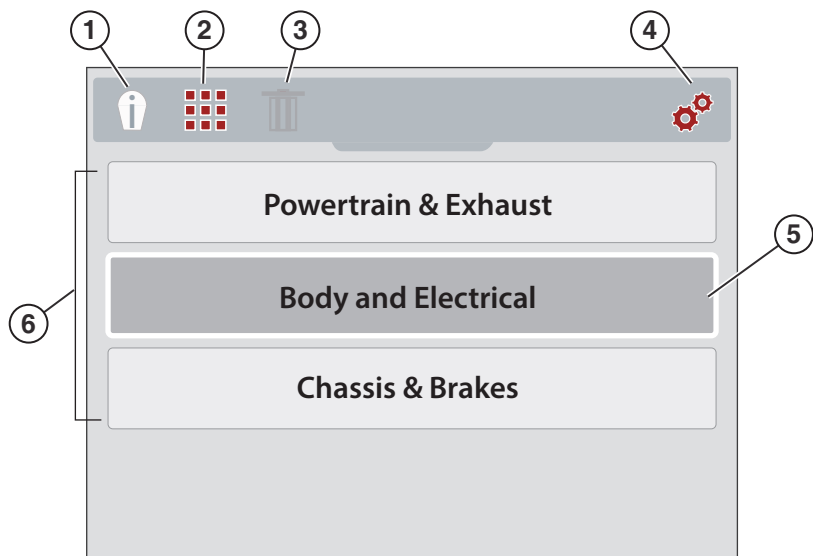 1 2 3 4
Powertrain & Exhaust
5
Body and Electrical
6
Chassis & Brakes